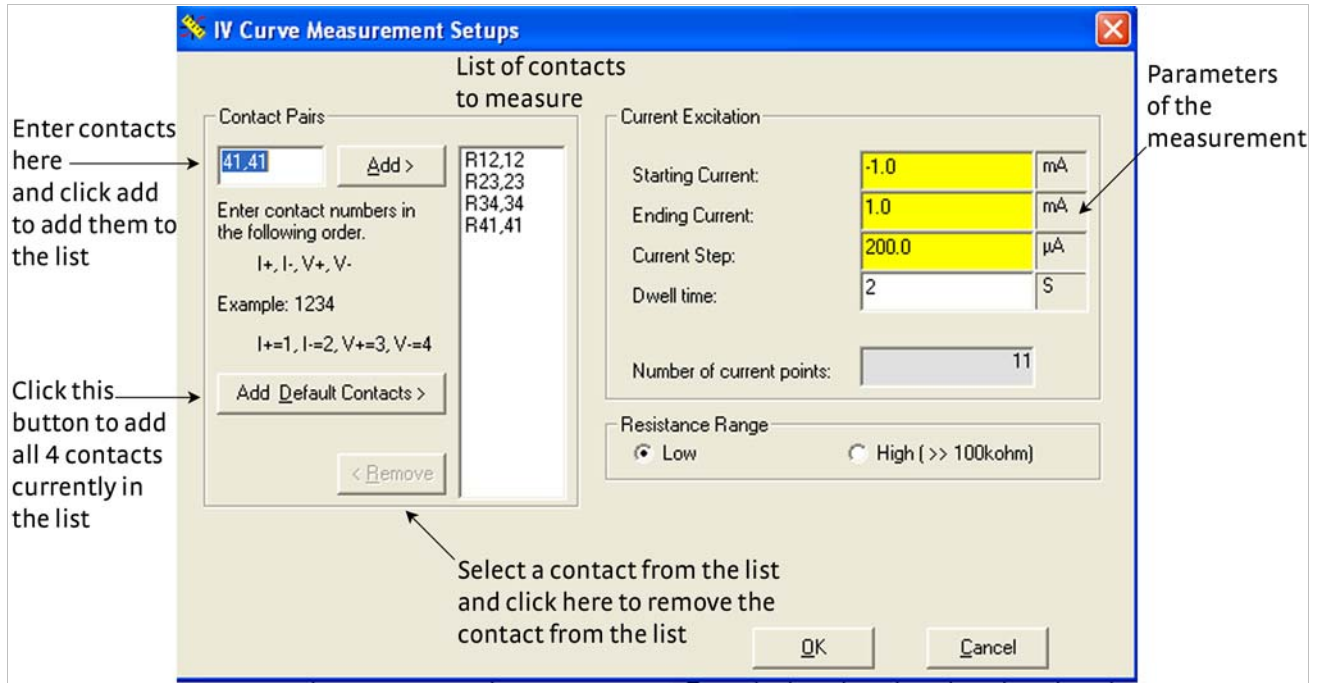 IV Curve Measurement Setups
List of contacts
to measure
Parameters
of the
measurement
Enter contacts
here
and click add
to add them to
the list
Contact Pairs
41,41
Add >
Enter contact numbers in
the following order.
I+, I-, V+, V-
Example: 1234
I+=1, I-=2, V+=3, V-=4
Add Default Contacts >
< Remove
R12,12
R23,23
R34,34
R41,41
Click this
button to add
all 4 contacts
currently in
the list
Current Excitation
Starting Current: -1.0 mA
Ending Current: 1.0 mA
Current Step: 200.0 µA
Dwell time: 2 S
Number of current points: 11
Resistance Range
Low High ( >> 100kohm)
Select a contact from the list
and click here to remove the
contact from the list
OK Cancel